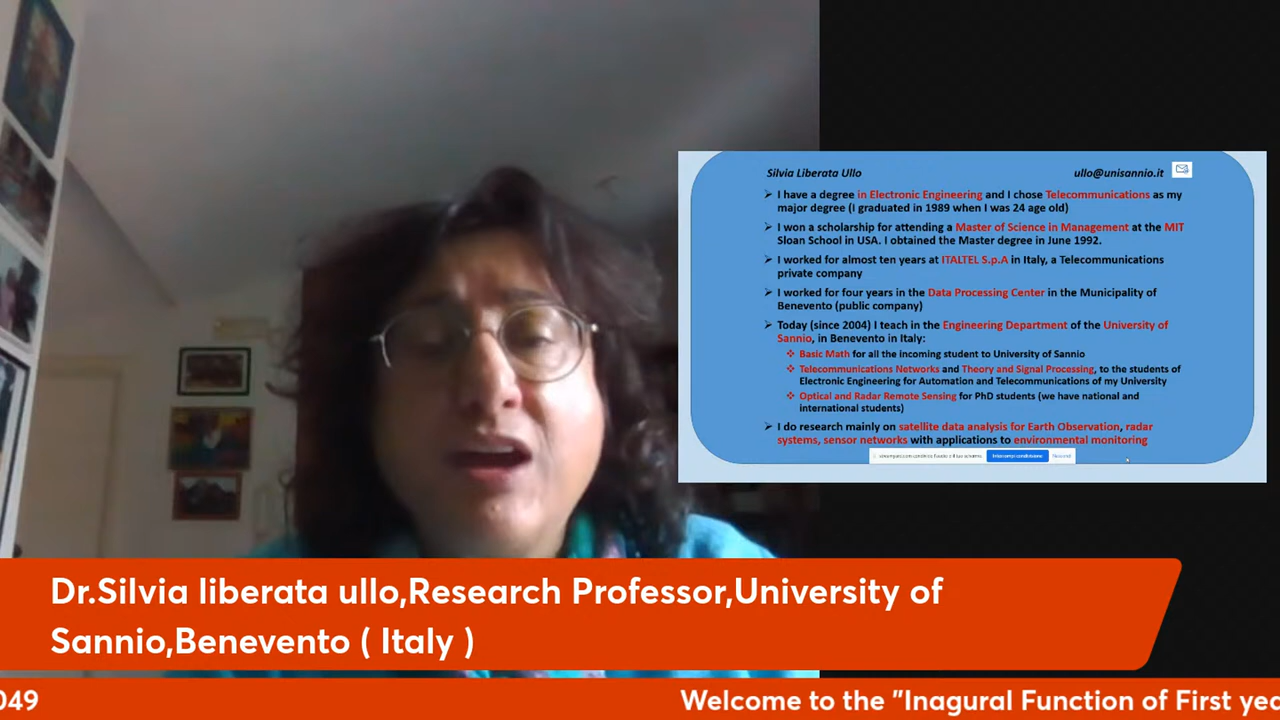 Silvia Liberata Ullo
ullo@unisannio.it
➢ I have a degree in Electronic Engineering and I chose Telecommunications as my
major degree (I graduated in 1989 when I was 24 age old)
➢ I won a scholarship for attending a Master of Science in Management at the MIT
Sloan School in USA. I obtained the Master degree in June 1992.
➢ I worked for almost ten years at ITALTEL S.p.A in Italy, a Telecommunications
private company
➢ I worked for four years in the Data Processing Center in the Municipality of
Benevento (public company)
➢ Today (since 2004) I teach in the Engineering Department of the University of
Sannio, in Benevento in Italy:
❖ Basic Math for all the incoming student to University of Sannio
❖ Telecommunications Networks and Theory and Signal Processing, to the students of
Electronic Engineering for Automation and Telecommunications of my University
❖ Optical and Radar Remote Sensing for PhD students (we have national and
international students)
➢ I do research mainly on satellite data analysis for Earth Observation, radar
systems, sensor networks with applications to environmental monitoring
Interrompi condivisione
Dr.Silvia liberata ullo,Research Professor,University of
Sannio,Benevento ( Italy )
049
Welcome to the "Inagural Function of First yea